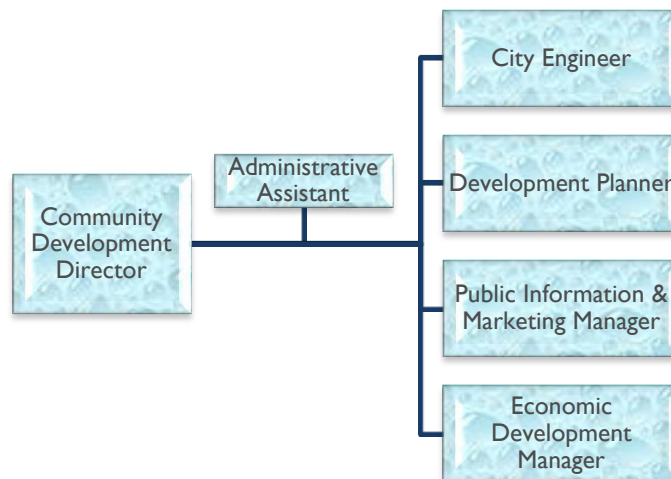 Community
Development
Director
Administrative
Assistant
City Engineer
Development Planner
Public Information &
Marketing Manager
Economic
Development
Manager